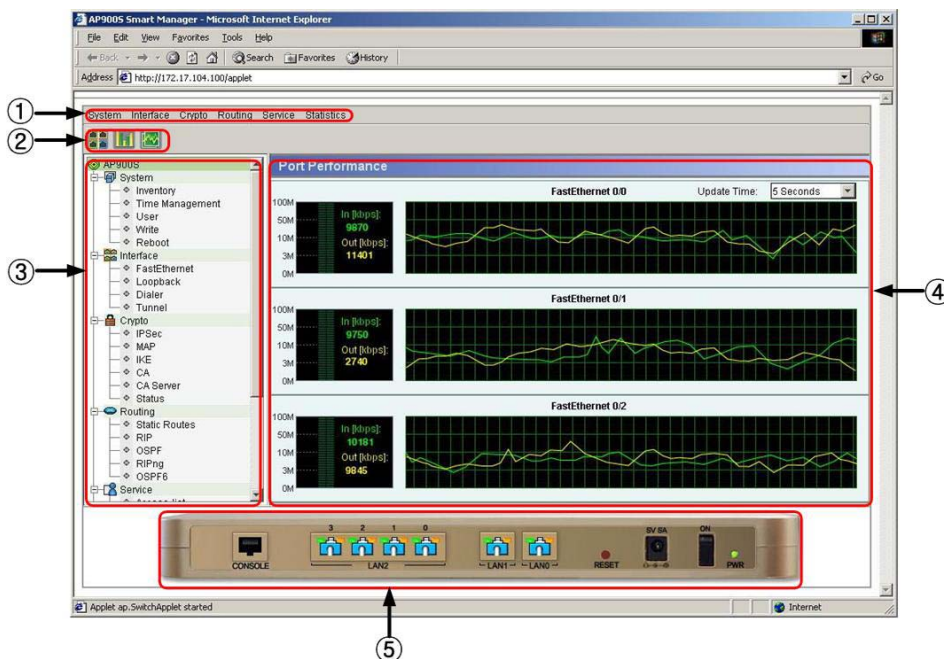 AP900S Smart Manager - Microsoft Internet Explorer
File Edit View Favorites Tools Help
Back Search Favorites History
Address http://172.17.104.100/applet Go
① System Interface Crypto Routing Service Statistics
②
③
AP900S
System
Inventory
Time Management
User
Write
Reboot
Interface
FastEthernet
Loopback
Dialer
Tunnel
Crypto
IPSec
MAP
IKE
CA
CA Server
Status
Routing
Static Routes
RIP
OSPF
RIPng
OSPF6
Service
Access-list
Port Performance
FastEthernet 0/0 Update Time: 5 Seconds
100M
50M
10M
3M
0M
In [kbps]:
9870
Out [kbps]:
11401
④
FastEthernet 0/1
100M
50M
10M
3M
0M
In [kbps]:
9750
Out [kbps]:
2740
FastEthernet 0/2
100M
50M
10M
3M
0M
In [kbps]:
10181
Out [kbps]:
9845
3 2 1 0 5V 5A ON
CONSOLE LAN2 LAN1 LAN0 RESET PWR
Applet ap.SwitchApplet started Internet
⑤